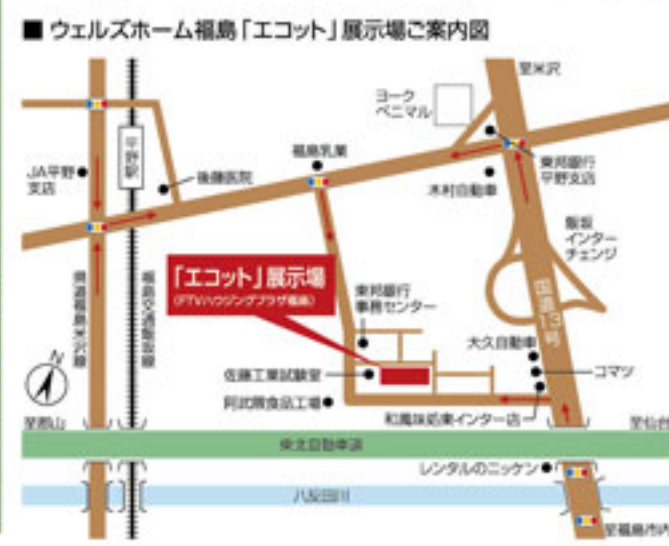 ■ ウェルズホーム福島「エコット」展示場ご案内図
至米沢
ヨーク
ベニマル
福島乳業
平野駅
JA平野
支店
後藤医院
木村自動車
東邦銀行
平野支店
飯坂
インター
チェンジ
「エコット」展示場
(FTVハウジングプラザ福島)
県道福島米沢線
福島交通飯坂線
東邦銀行
事務センター
国道13号
大久自動車
コマツ
N
佐藤工業試験室
阿武隈食品工場
和風味処東インター店
至郡山
至仙台
東北自動車道
レンタルのニッケン
八反田川
至福島市内